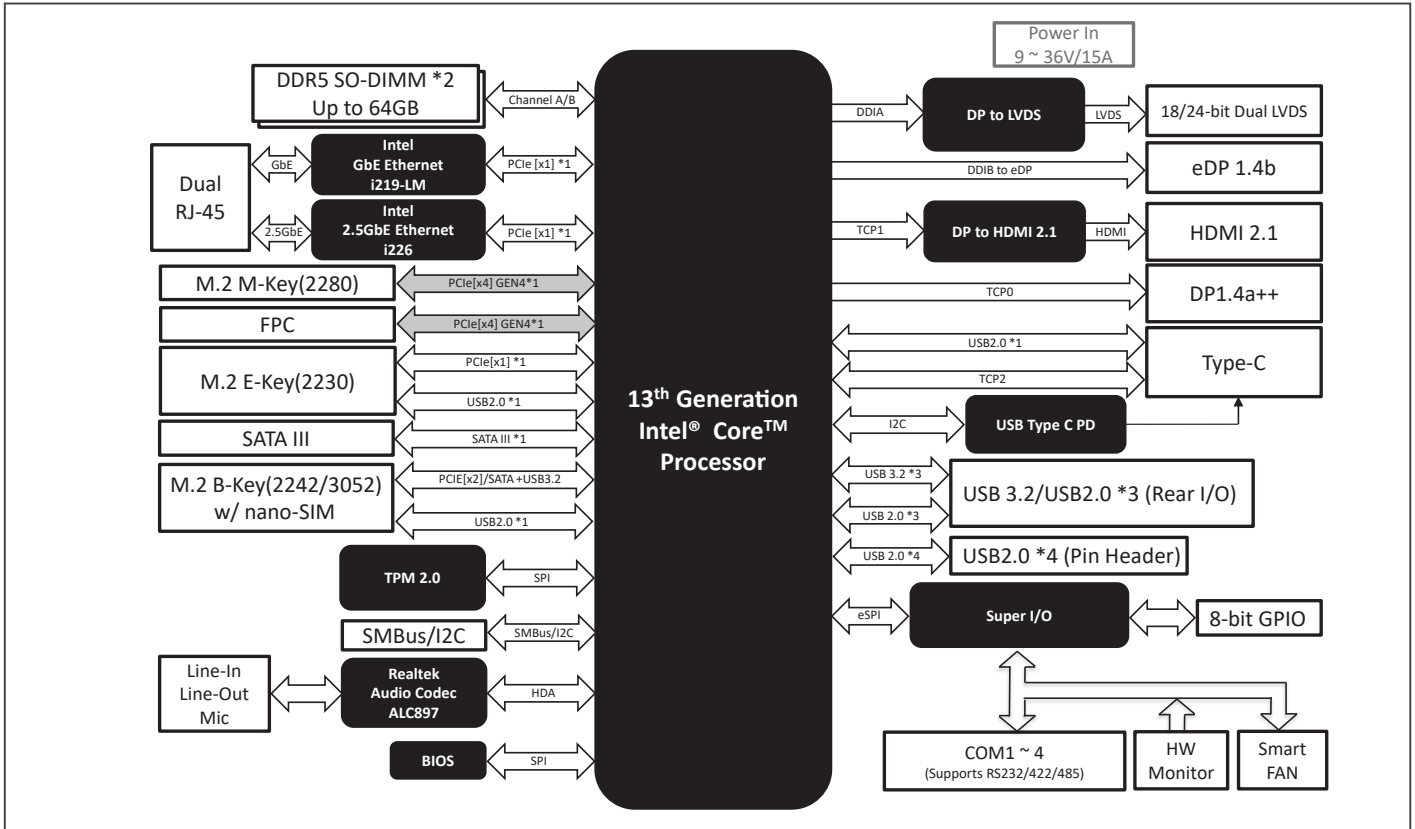 Power In
9 ~ 36V/15A
DDR5 SO-DIMM *2
Up to 64GB
Channel A/B
Dual
RJ-45
GbE
Intel
GbE Ethernet
i219-LM
PCIe [x1] *1
2.5GbE
Intel
2.5GbE Ethernet
i226
PCIe [x1] *1
M.2 M-Key(2280)
PCIe[x4] GEN4*1
FPC
PCIe[x4] GEN4*1
M.2 E-Key(2230)
PCIe[x1] *1
USB2.0 *1
SATA III
SATA III *1
M.2 B-Key(2242/3052)
w/ nano-SIM
PCIE[x2]/SATA +USB3.2
USB2.0 *1
TPM 2.0
SPI
SMBus/I2C
SMBus/I2C
Line-In
Line-Out
Mic
Realtek
Audio Codec
ALC897
HDA
BIOS
SPI
13th Generation
Intel® Core™
Processor
DDIA
DP to LVDS
LVDS
18/24-bit Dual LVDS
DDIB to eDP
eDP 1.4b
TCP1
DP to HDMI 2.1
HDMI
HDMI 2.1
TCP0
DP1.4a++
USB2.0 *1
TCP2
Type-C
I2C
USB Type C PD
USB 3.2 *3
USB 2.0 *3
USB 3.2/USB2.0 *3 (Rear I/O)
USB 2.0 *4
USB2.0 *4 (Pin Header)
eSPI
Super I/O
8-bit GPIO
COM1 ~ 4
(Supports RS232/422/485)
HW
Monitor
Smart
FAN